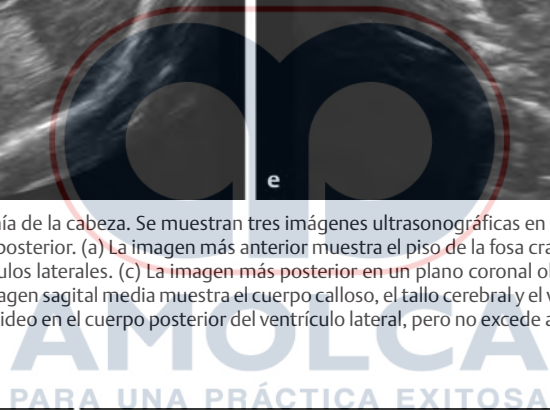 e
ía de la cabeza. Se muestran tres imágenes ultrasonográficas en
posterior. (a) La imagen más anterior muestra el piso de la fosa cra
ulos laterales. (c) La imagen más posterior en un plano coronal ob
agen sagital media muestra el cuerpo calloso, el tallo cerebral y el v
ideo en el cuerpo posterior del ventrículo lateral, pero no excede a
AMOLCA
PARA UNA PRÁCTICA EXITOSA